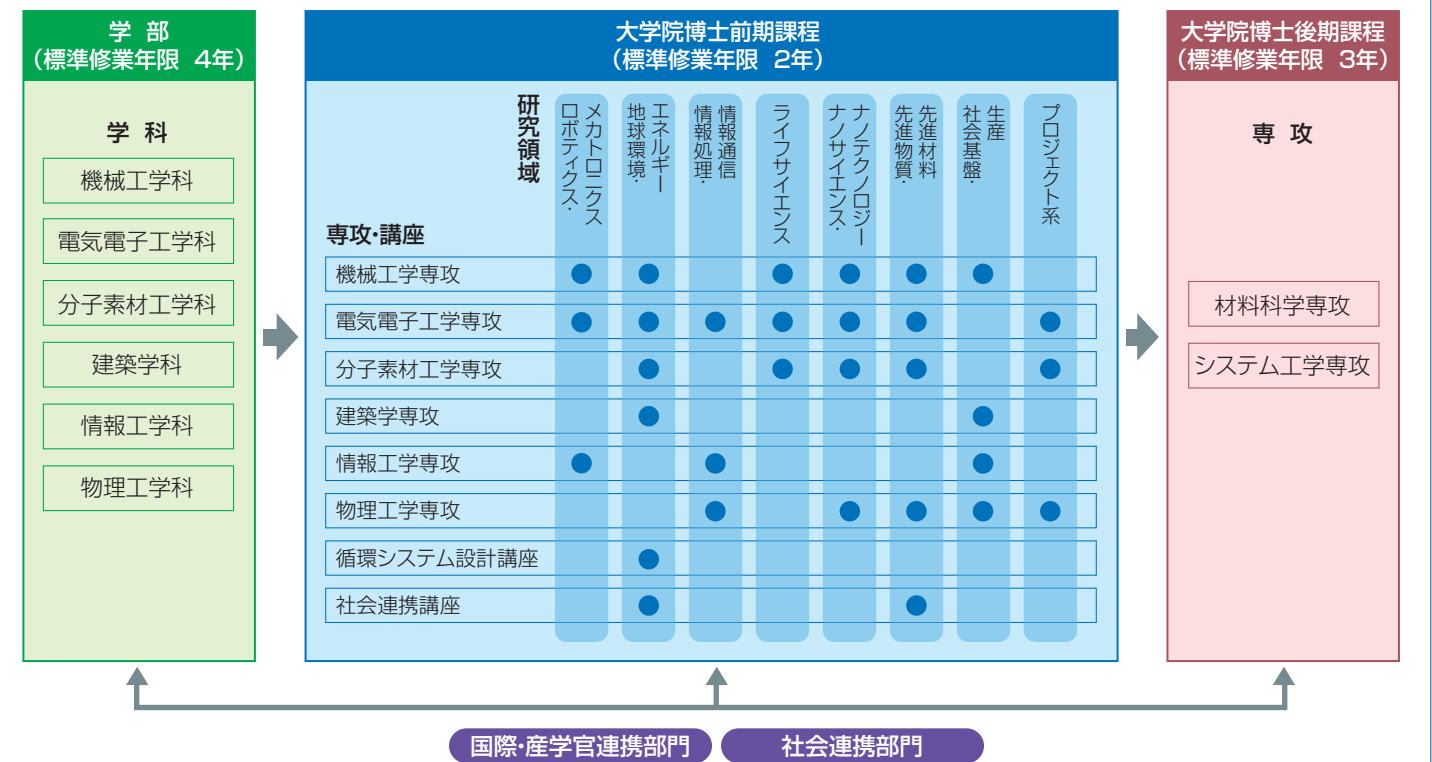 学 部
（標準修業年限 4年）
学 科
機械工学科
電気電子工学科
分子素材工学科
建築学科
情報工学科
物理工学科
大学院博士前期課程
（標準修業年限 2年）
研究領域
ロボティクス・
メカトロニクス
地球環境・
エネルギー
情報処理・
情報通信
ライフサイエンス
ナノサイエンス・
ナノテクノロジー
先進物質・
先進材料
社会基盤・
生産
プロジェクト系
専攻・講座
機械工学専攻
電気電子工学専攻
分子素材工学専攻
建築学専攻
情報工学専攻
物理工学専攻
循環システム設計講座
社会連携講座
大学院博士後期課程
（標準修業年限 3年）
専 攻
材料科学専攻
システム工学専攻
国際・産学官連携部門
社会連携部門